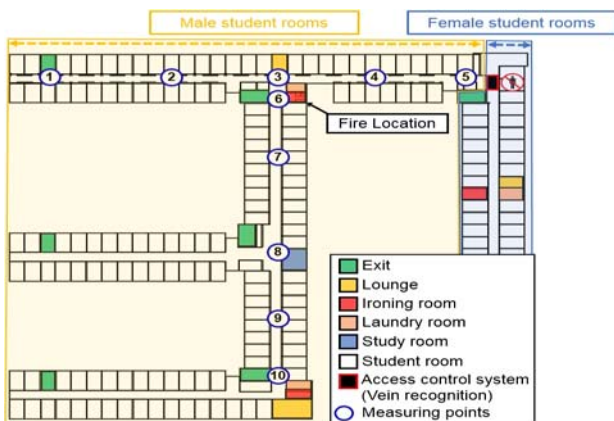 Male student rooms
Female student rooms
1
2
3
4
5
6
Fire Location
7
8
9
10
Exit
Lounge
Ironing room
Laundry room
Study room
Student room
Access control system
(Vein recognition)
Measuring points